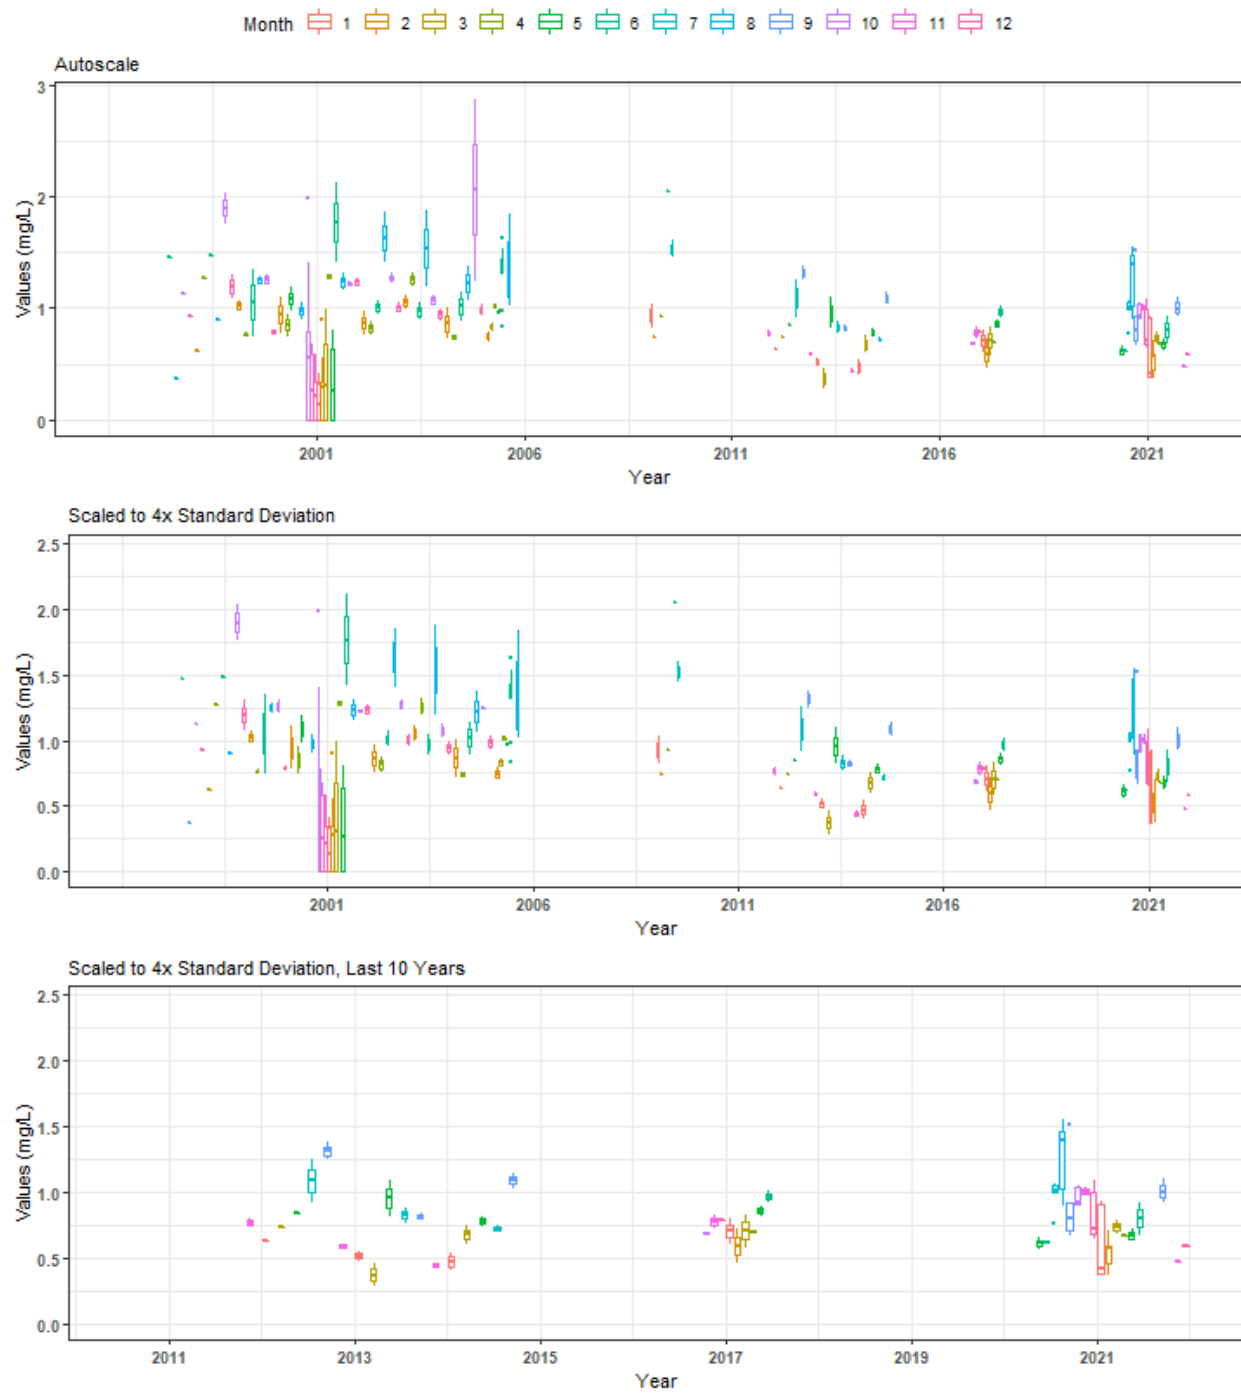 Month 1 2 3 4 5 6 7 8 9 10 11 12
Autoscale
3
2
1
0
Values (mg/L)
2001 2006 2011 2016 2021
Year
Scaled to 4x Standard Deviation
2.5
2.0
1.5
1.0
0.5
0.0
Values (mg/L)
2001 2006 2011 2016 2021
Year
Scaled to 4x Standard Deviation, Last 10 Years
2.5
2.0
1.5
1.0
0.5
0.0
Values (mg/L)
2011 2013 2015 2017 2019 2021
Year